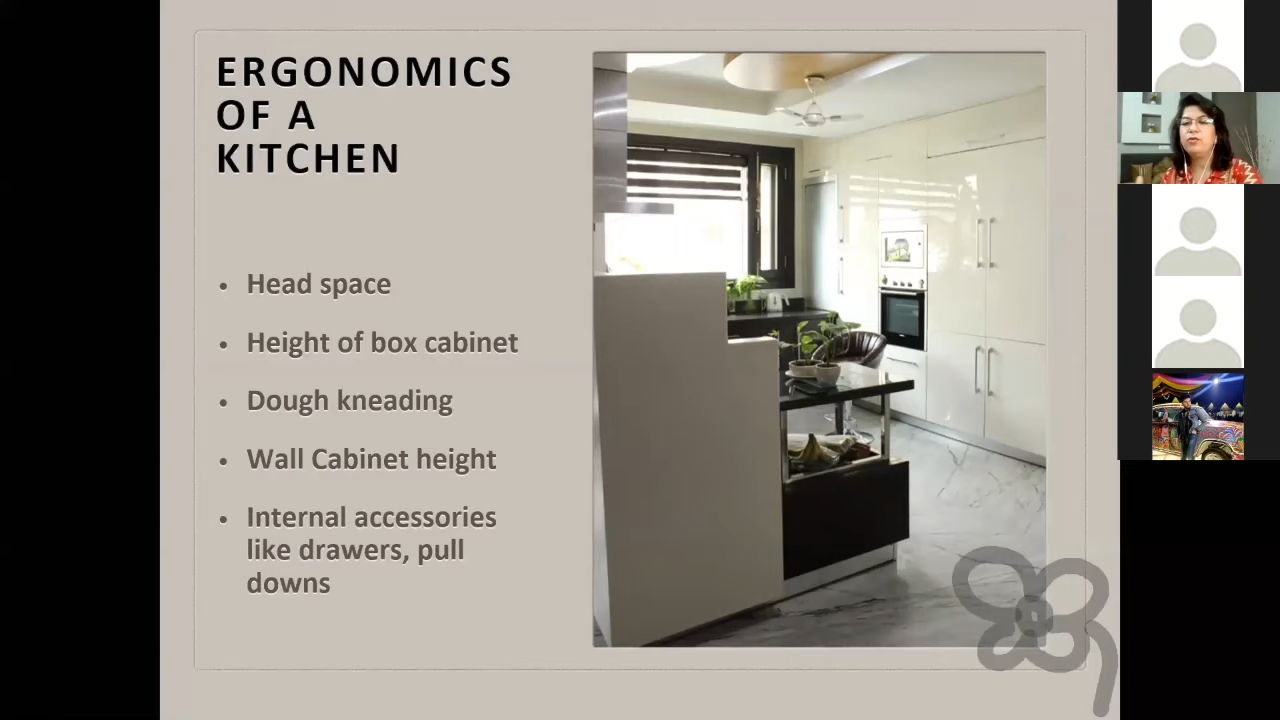 ERGONOMICS
OF A
KITCHEN
• Head space
• Height of box cabinet
• Dough kneading
• Wall Cabinet height
• Internal accessories
like drawers, pull
downs